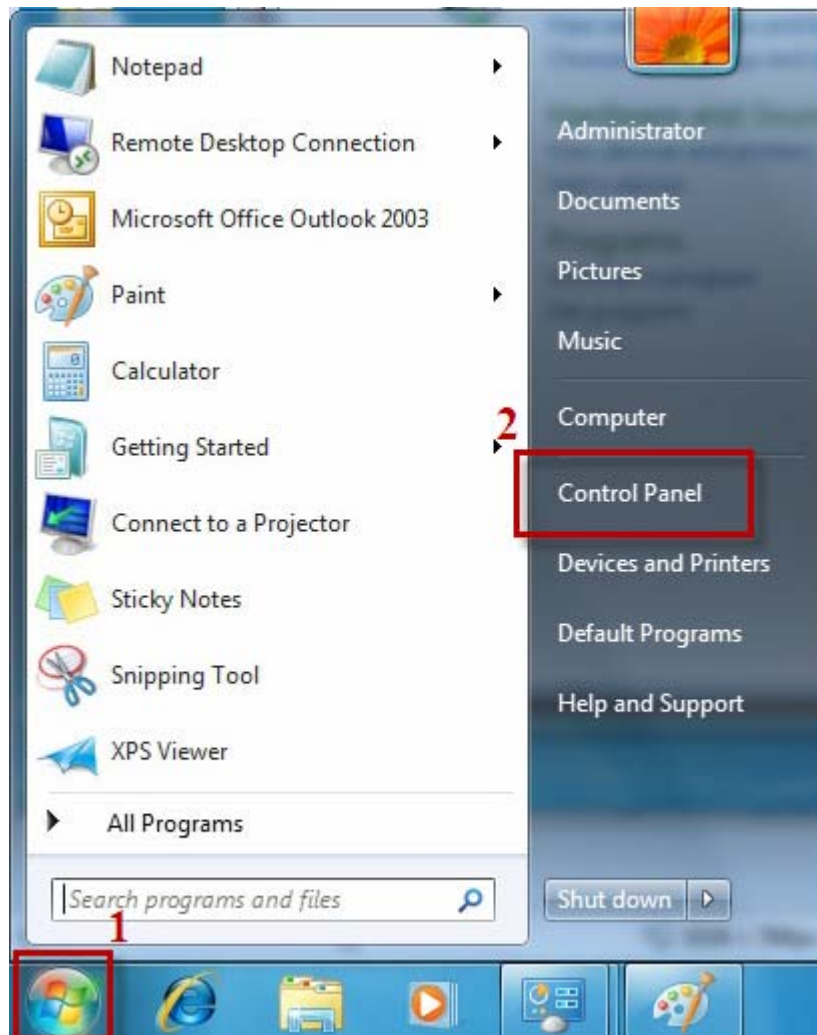 Notepad
Remote Desktop Connection
Microsoft Office Outlook 2003
Paint
Calculator
Getting Started
Connect to a Projector
Sticky Notes
Snipping Tool
XPS Viewer
All Programs
Search programs and files
1
Administrator
Documents
Pictures
Music
Computer
2
Control Panel
Devices and Printers
Default Programs
Help and Support
Shut down